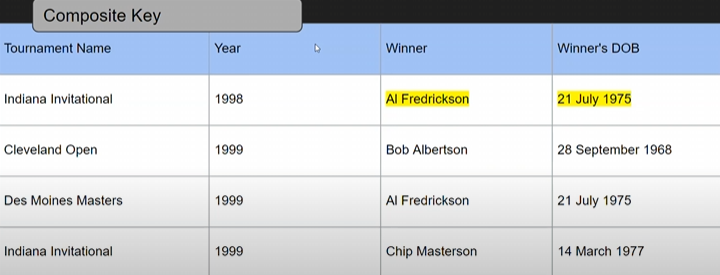 Composite Key
Tournament Name Year Winner Winner's DOB
Indiana Invitational 1998 Al Fredrickson 21 July 1975
Cleveland Open 1999 Bob Albertson 28 September 1968
Des Moines Masters 1999 Al Fredrickson 21 July 1975
Indiana Invitational 1999 Chip Masterson 14 March 1977